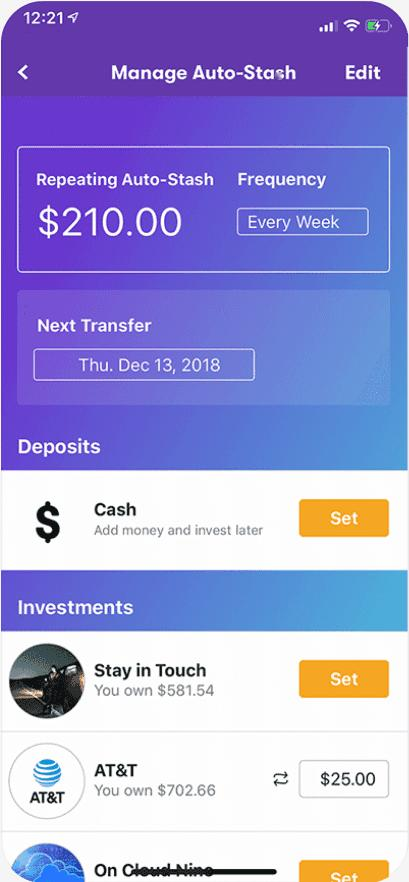 12:21
Manage Auto-Stash
Edit
Repeating Auto-Stash
Frequency
$210.00
Every Week
Next Transfer
Thu. Dec 13, 2018
Deposits
$
Cash
Add money and invest later
Set
Investments
Stay in Touch
You own $581.54
Set
AT&T
AT&T
You own $702.66
$25.00
On Cloud Nine
Set